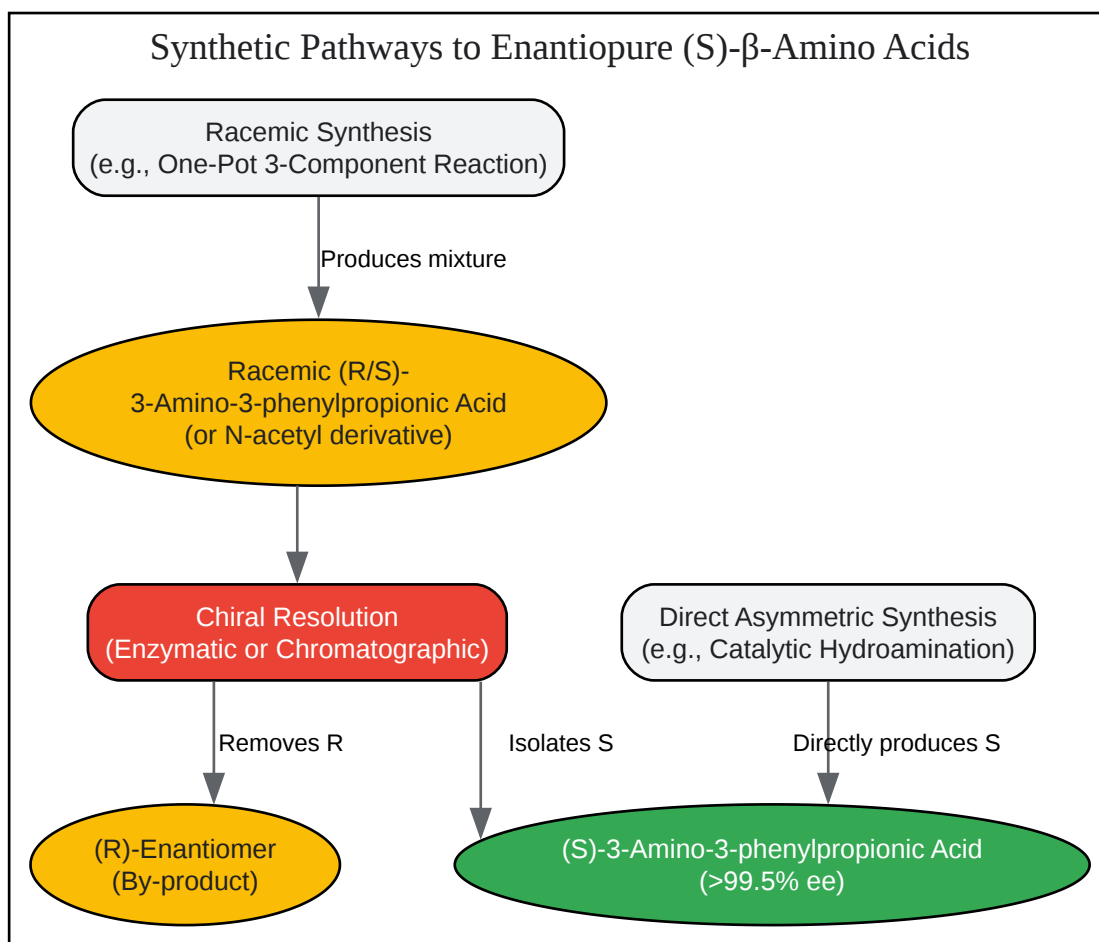 Synthetic Pathways to Enantiopure (S)-β-Amino Acids
Racemic Synthesis
(e.g., One-Pot 3-Component Reaction)
Produces mixture
Racemic (R/S)-
3-Amino-3-phenylpropionic Acid
(or N-acetyl derivative)
Chiral Resolution
(Enzymatic or Chromatographic)
Direct Asymmetric Synthesis
(e.g., Catalytic Hydroamination)
Removes R
Isolates S
Directly produces S
(R)-Enantiomer
(By-product)
(S)-3-Amino-3-phenylpropionic Acid
(>99.5% ee)